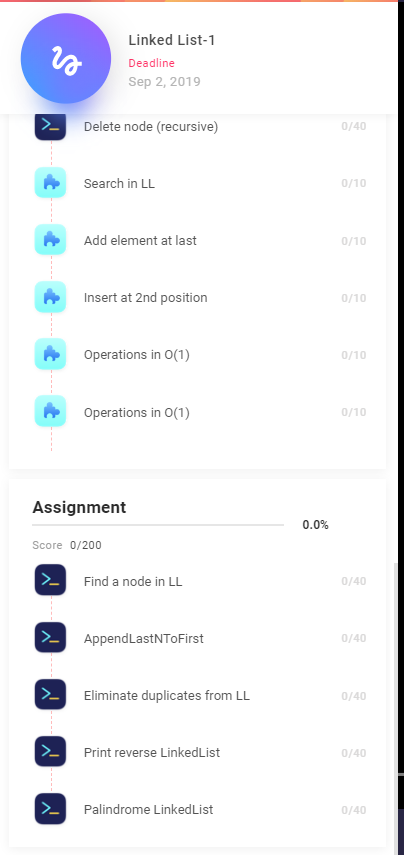 Linked List-1
Deadline
Sep 2, 2019
Delete node (recursive) 0/40
Search in LL 0/10
Add element at last 0/10
Insert at 2nd position 0/10
Operations in O(1) 0/10
Operations in O(1) 0/10
Assignment
0.0%
Score 0/200
Find a node in LL 0/40
AppendLastNToFirst 0/40
Eliminate duplicates from LL 0/40
Print reverse LinkedList 0/40
Palindrome LinkedList 0/40